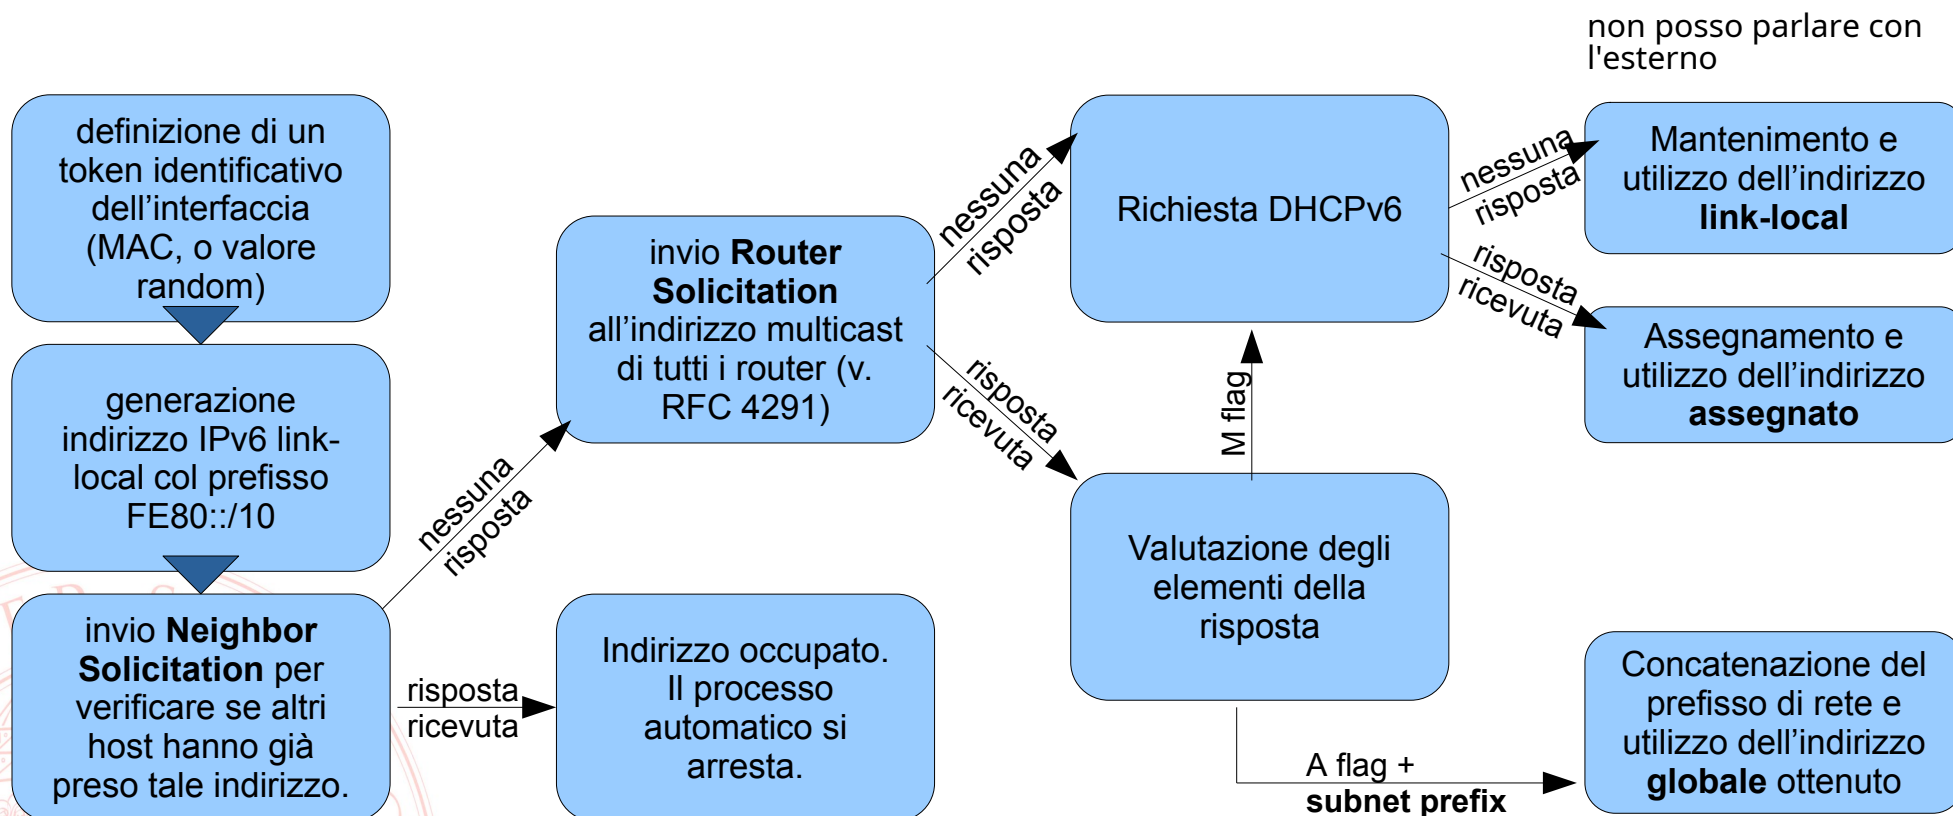 non posso parlare con
l'esterno
definizione di un
token identificativo
dell’interfaccia
(MAC, o valore
random)
generazione
indirizzo IPv6 link-
local col prefisso
FE80::/10
invio Neighbor
Solicitation per
verificare se altri
host hanno già
preso tale indirizzo.
nessuna
risposta
risposta
ricevuta
invio Router
Solicitation
all’indirizzo multicast
di tutti i router (v.
RFC 4291)
Indirizzo occupato.
Il processo
automatico si
arresta.
nessuna
risposta
risposta
ricevuta
Richiesta DHCPv6
M flag
Valutazione degli
elementi della
risposta
nessuna
risposta
risposta
ricevuta
A flag +
subnet prefix
Mantenimento e
utilizzo dell’indirizzo
link-local
Assegnamento e
utilizzo dell’indirizzo
assegnato
Concatenazione del
prefisso di rete e
utilizzo dell’indirizzo
globale ottenuto